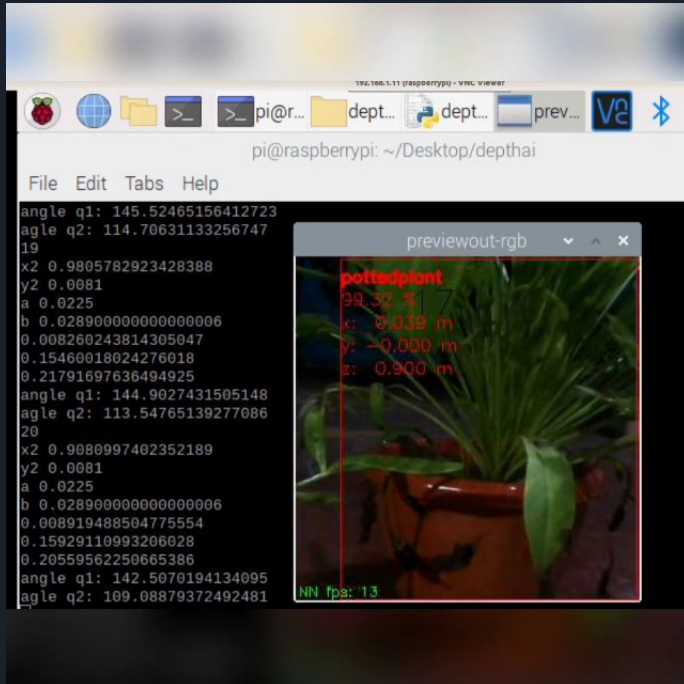 192.168.1.11 (raspberrypi) - VNC Viewer
>_ >_ pi@r... dept... dept... prev... VC
pi@raspberrypi: ~/Desktop/depthai
File Edit Tabs Help
angle q1: 145.52465156412723
agle q2: 114.70631133256747
19
x2 0.9805782923428388
y2 0.0081
a 0.0225
b 0.028900000000000006
0.008260243814305047
0.15460018024276018
0.21791697636494925
angle q1: 144.9027431505148
agle q2: 113.54765139277086
20
x2 0.9080997402352189
y2 0.0081
a 0.0225
b 0.028900000000000006
0.008919488504775554
0.15929110993206028
0.20559562250665386
angle q1: 142.5070194134095
agle q2: 109.08879372492481
previewout-rgb
pottedplant
99.32 %
x: 0.039 m
y: -0.000 m
z: 0.900 m
NN fps: 13